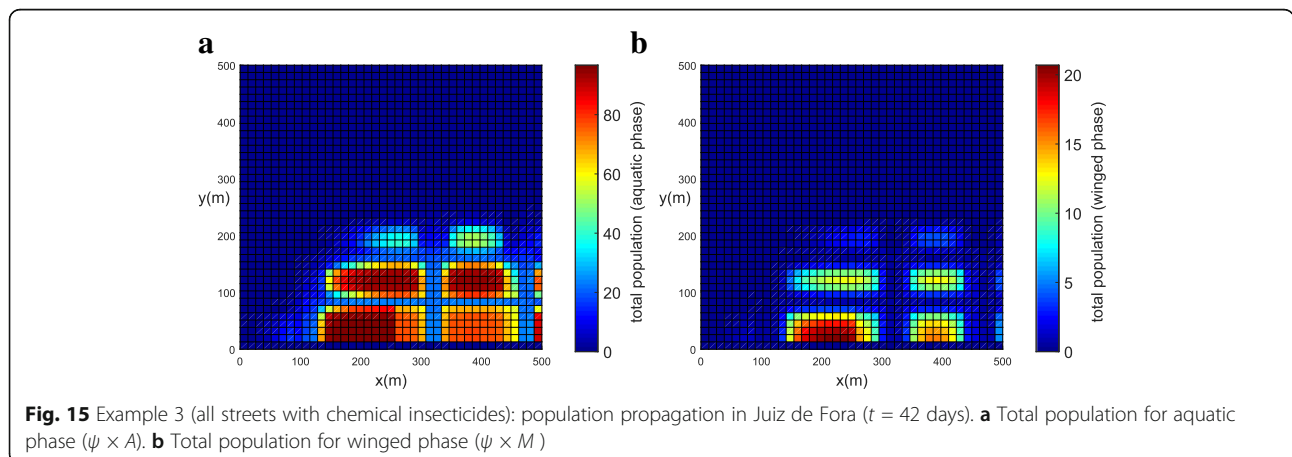 a
b
500
400
300
y(m)
200
100
0
0 100 200 300 400 500
x(m)
80
60
40
20
0
total population (aquatic phase)
500
400
300
y(m)
200
100
0
0 100 200 300 400 500
x(m)
20
15
10
5
0
total population (winged phase)
Fig. 15 Example 3 (all streets with chemical insecticides): population propagation in Juiz de Fora (t = 42 days). a Total population for aquatic
phase (ψ × A). b Total population for winged phase (ψ × M )